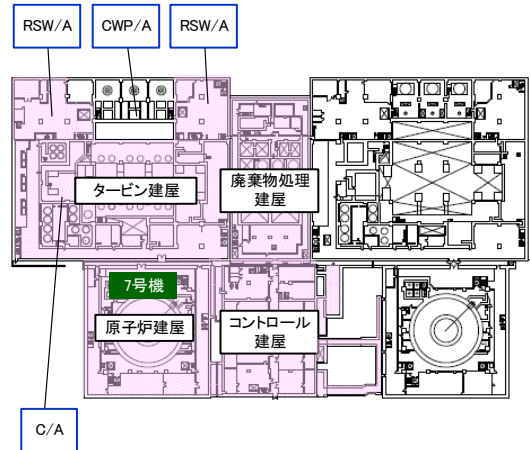 RSW/A
CWP/A
RSW/A
タービン建屋
廃棄物処理
建屋
7号機
原子炉建屋
コントロール
建屋
C/A